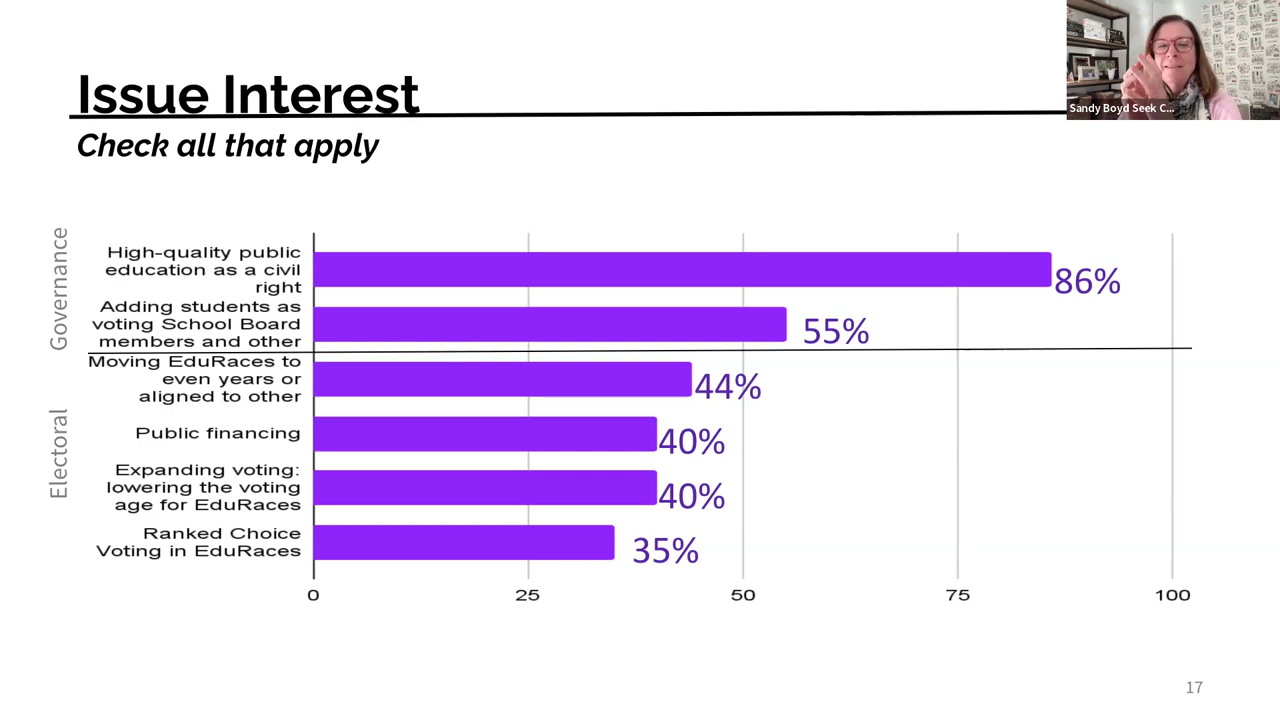 Issue Interest
Check all that apply
Sandy Boyd Seek C...
Governance
High-quality public
education as a civil
right
86%
Adding students as
voting School Board
members and other
55%
Electoral
Moving EduRaces to
even years or
aligned to other
44%
Public financing
40%
Expanding voting:
lowering the voting
age for EduRaces
40%
Ranked Choice
Voting in EduRaces
35%
0 25 50 75 100
17